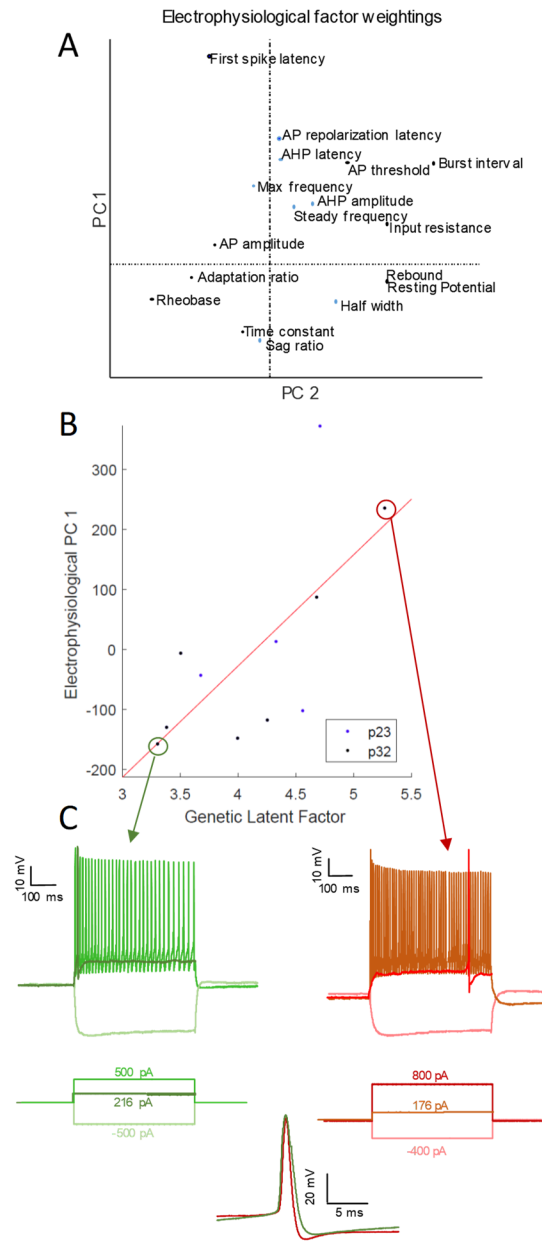 Electrophysiological factor weightings
A
First spike latency
AP repolarization latency
AHP latency
AP threshold
Burst interval
Max frequency
AHP amplitude
Steady frequency
Input resistance
AP amplitude
Adaptation ratio
Rebound
Resting Potential
Rheobase
Half width
Time constant
Sag ratio
PC1
PC 2
B
300
200
100
0
-100
-200
Electrophysiological PC 1
p23
p32
3
3.5
4
4.5
5
5.5
Genetic Latent Factor
C
10 mV
100 ms
10 mV
100 ms
500 pA
216 pA
-500 pA
800 pA
176 pA
-400 pA
20 mV
5 ms